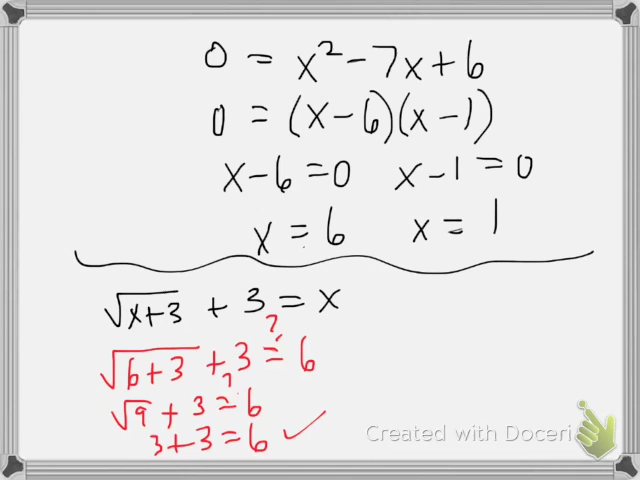 0 = x² - 7x + 6
0 = (x - 6)(x - 1)
x - 6 = 0 x - 1 = 0
x = 6 x = 1
√(x+3) + 3 = x
√(6+3) + 3 ≟ 6
√9 + 3 ≟ 6
3 + 3 = 6 ✓
Created with Doceri